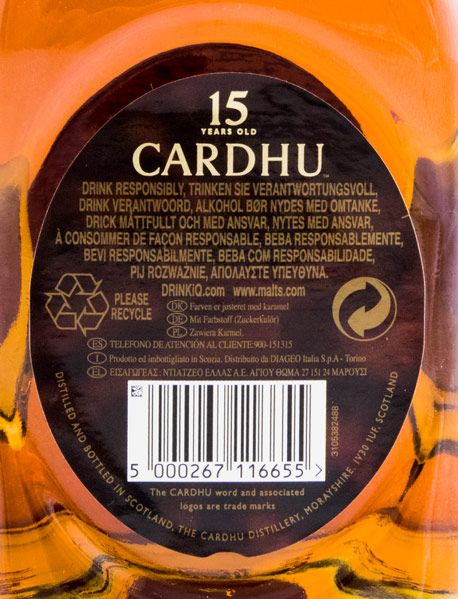 15
YEARS OLD
CARDHU™
DRINK RESPONSIBLY, TRINKEN SIE VERANTWORTUNGSVOLL,
DRINK VERANTWOORD, ALKOHOL BØR NYDES MED OMTANKE,
DRICK MÅTTFULLT OCH MED ANSVAR, NYTES MED ANSVAR,
À CONSOMMER DE FAÇON RESPONSABLE, BEBA RESPONSABLEMENTE,
BEVI RESPONSABILMENTE, BEBA COM RESPONSABILIDADE,
PIJ ROZWAŻNIE, ΑΠΟΛΑΥΣΤΕ ΥΠΕΥΘΥΝΑ.
DRINKiQ.com www.malts.com
PLEASE
RECYCLE
DK Farven er justeret med karamel
DE Mit Farbstoff (Zuckerkulör)
PL Zawiera Karmel.
ES TELEFONO DE ATENCIÓN AL CLIENTE:900-151315
I Prodotto ed imbottigliato in Scozia. Distribuito da DIAGEO Italia S.p.A - Torino
EL ΕΙΣΑΓΩΓΕΑΣ: ΝΤΙΑΤΖΕΟ ΕΛΛΑΣ Α.Ε. ΑΓΙΟΥ ΘΩΜΑ 27 151 24 ΜΑΡΟΥΣΙ
3105382488
5 000267 116655 >
The CARDHU word and associated
logos are trade marks
DISTILLED AND BOTTLED IN SCOTLAND, THE CARDHU DISTILLERY, MORAYSHIRE, IV30 1UF, SCOTLAND